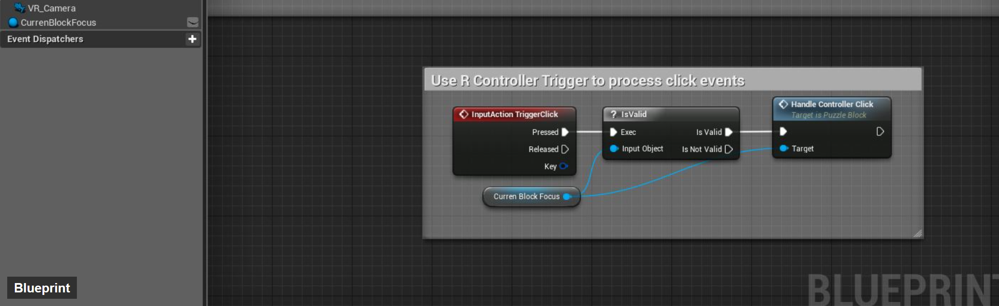 VR_Camera
CurrenBlockFocus
Event Dispatchers
Use R Controller Trigger to process click events
InputAction TriggerClick
Pressed
Released
Key
? IsValid
Exec
Is Valid
Input Object
Is Not Valid
Handle Controller Click
Target is Puzzle Block
Target
Curren Block Focus
Blueprint
BLUEPRINT